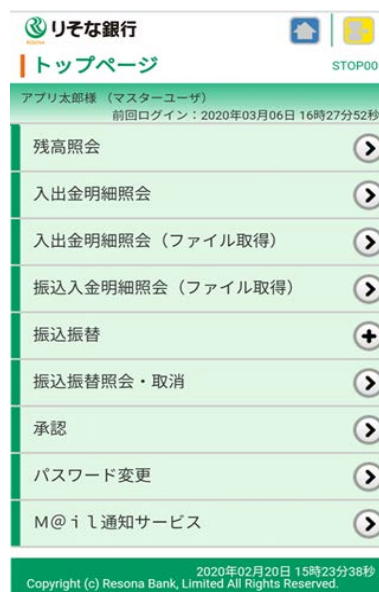 りそな銀行
RESONA
トップページ
STOP00
アプリ太郎様 （マスターユーザ）
前回ログイン：2020年03月06日 16時27分52秒
残高照会
入出金明細照会
入出金明細照会（ファイル取得）
振込入金明細照会（ファイル取得）
振込振替
振込振替照会・取消
承認
パスワード変更
M@ｉｌ通知サービス
2020年02月20日 15時23分38秒
Copyright (c) Resona Bank, Limited All Rights Reserved.